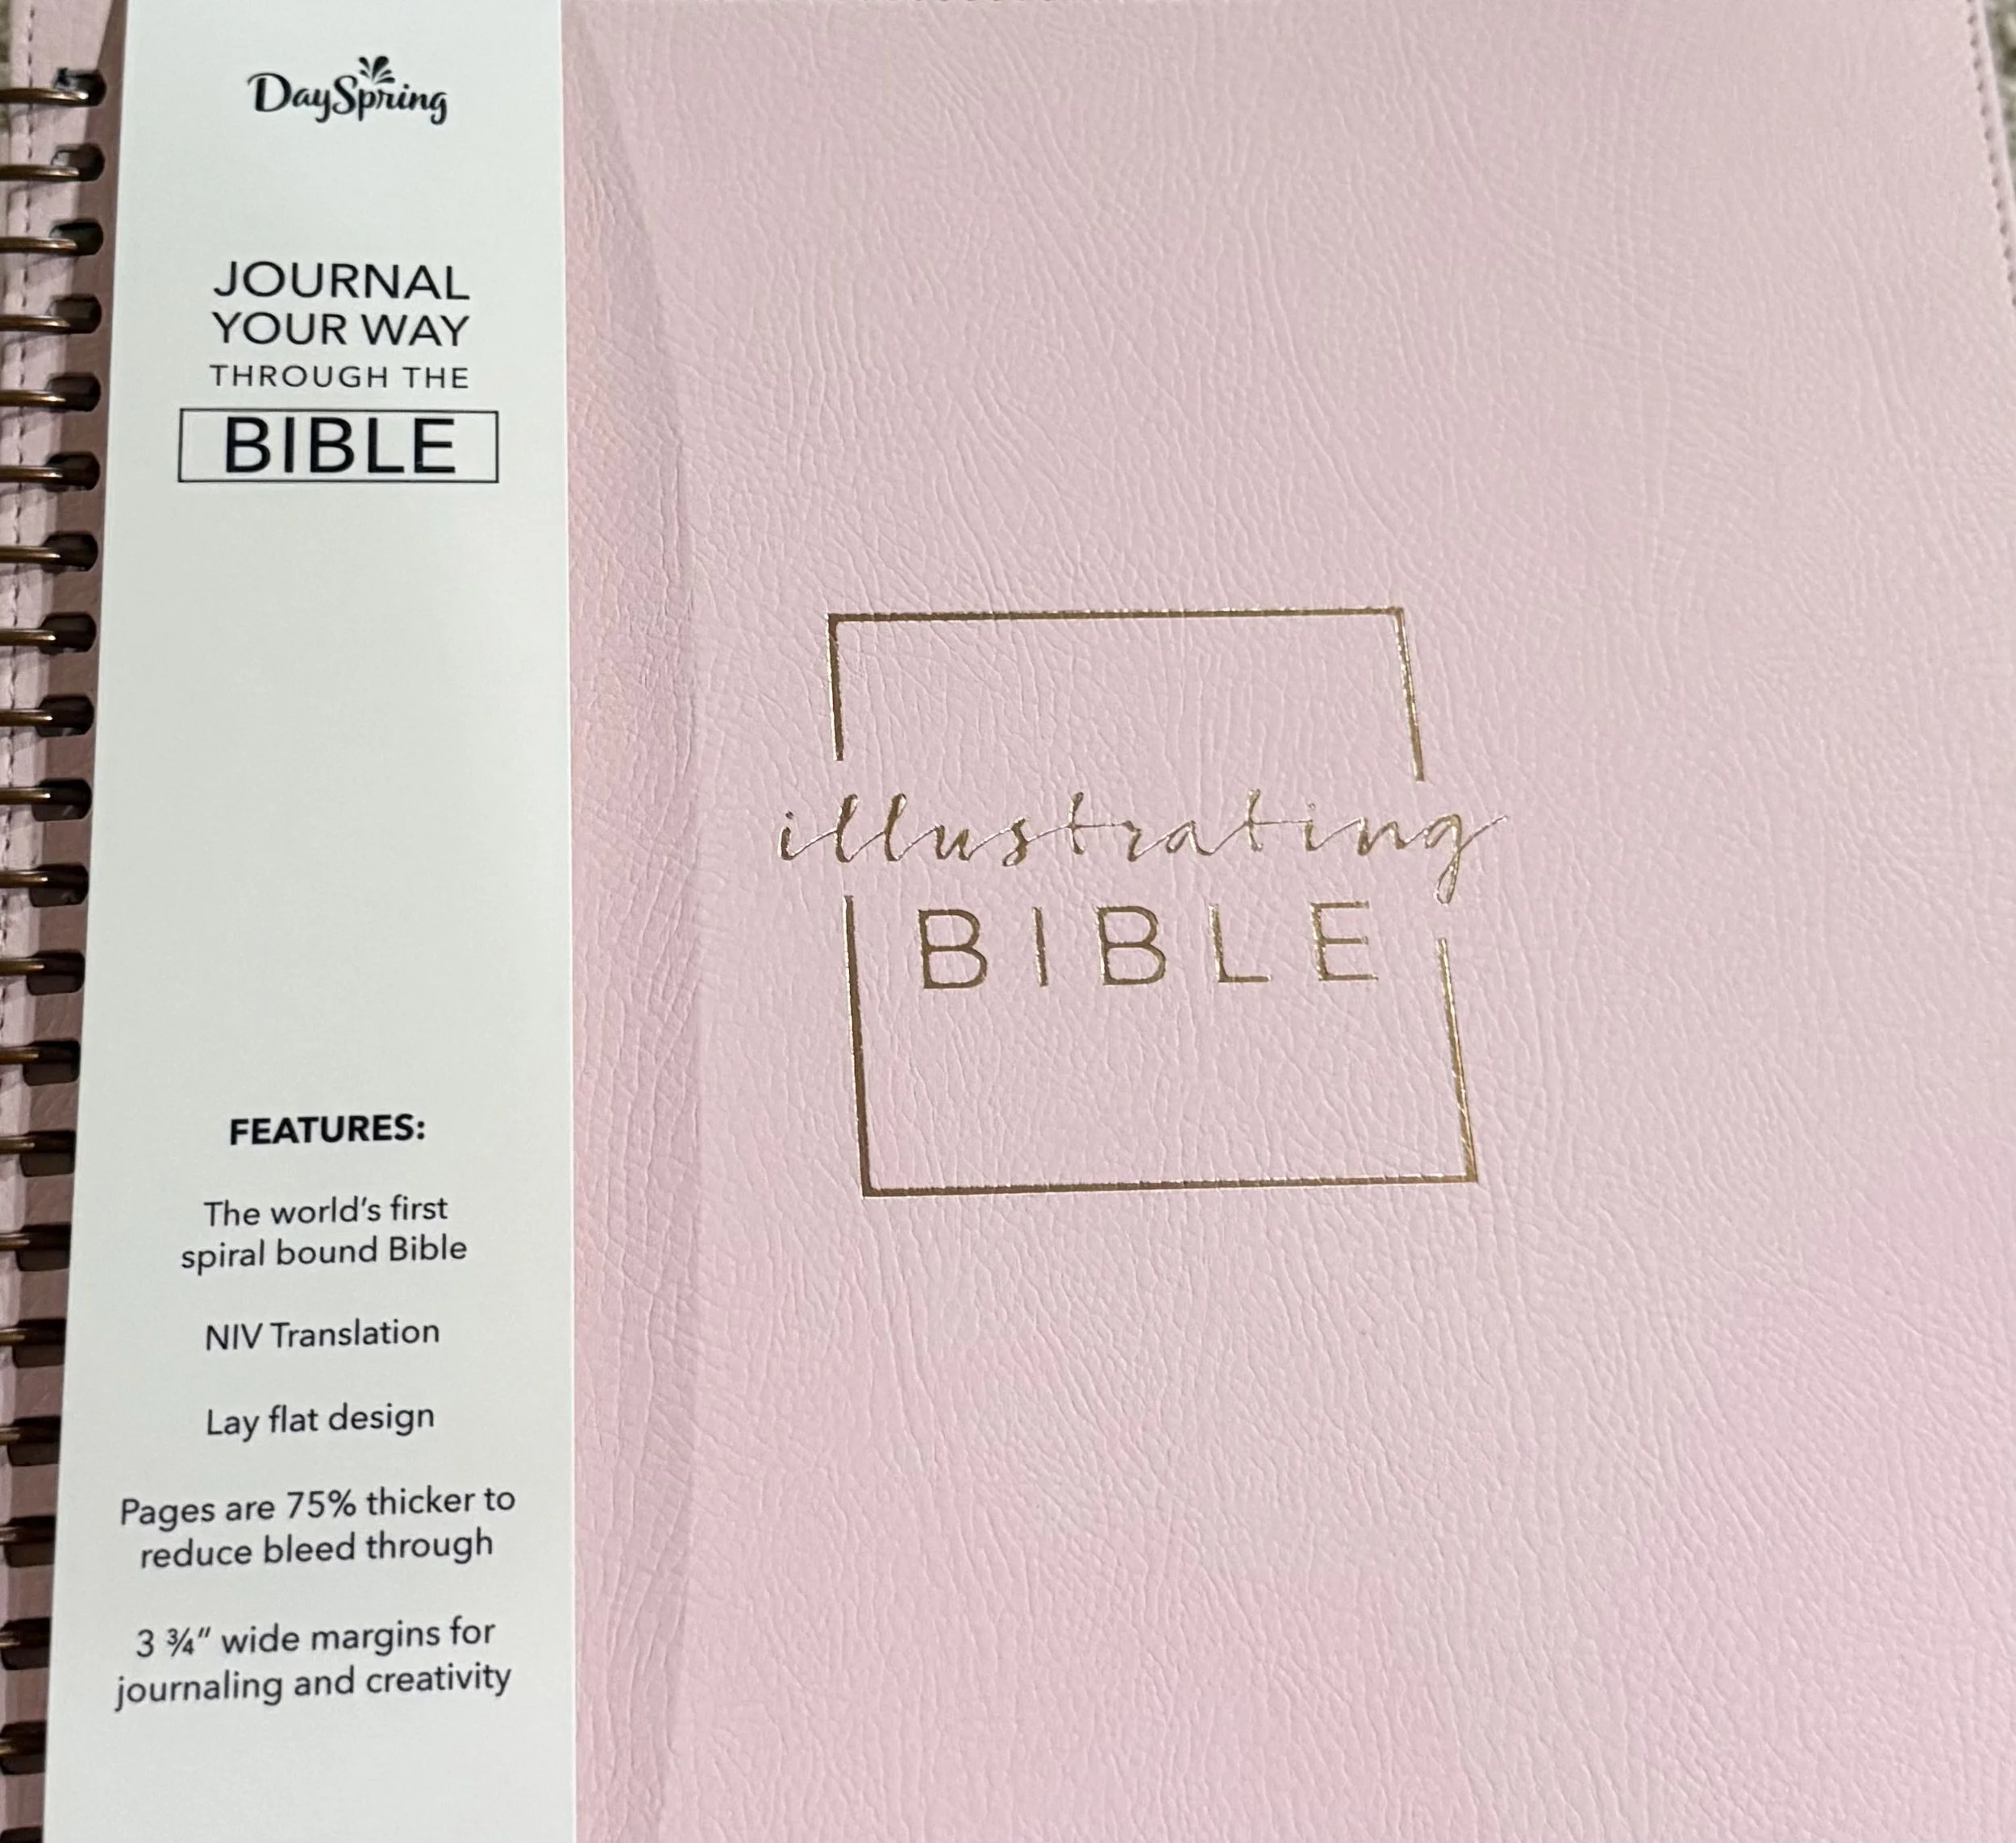 DaySpring
JOURNAL
YOUR WAY
THROUGH THE
BIBLE
FEATURES:
The world's first
spiral bound Bible
NIV Translation
Lay flat design
Pages are 75% thicker to
reduce bleed through
3 ¾" wide margins for
journaling and creativity
illustrating
BIBLE